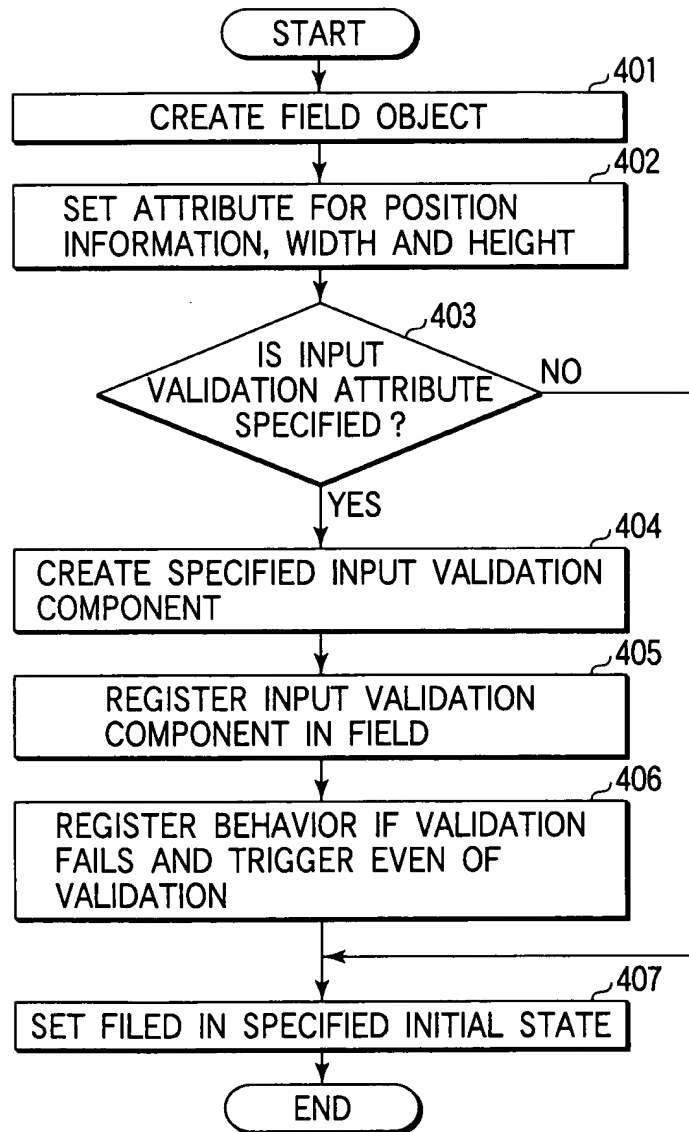 START
401
CREATE FIELD OBJECT
402
SET ATTRIBUTE FOR POSITION
INFORMATION, WIDTH AND HEIGHT
403
IS INPUT
VALIDATION ATTRIBUTE
SPECIFIED?
NO
YES
404
CREATE SPECIFIED INPUT VALIDATION
COMPONENT
405
REGISTER INPUT VALIDATION
COMPONENT IN FIELD
406
REGISTER BEHAVIOR IF VALIDATION
FAILS AND TRIGGER EVEN OF
VALIDATION
407
SET FILED IN SPECIFIED INITIAL STATE
END